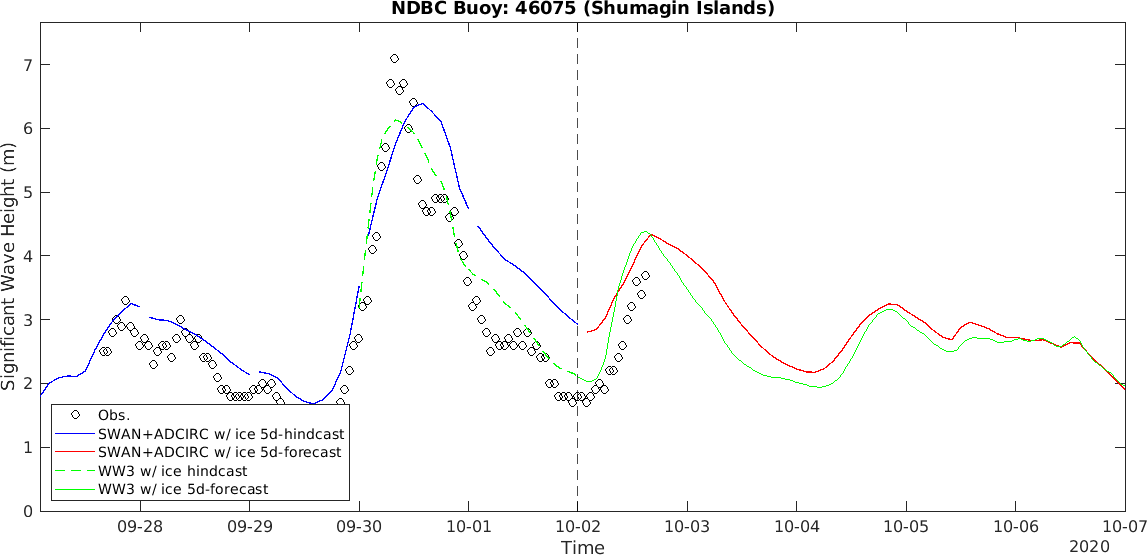 NDBC Buoy: 46075 (Shumagin Islands)
Significant Wave Height (m)
7
6
5
4
3
2
1
0
Obs.
SWAN+ADCIRC w/ ice 5d-hindcast
SWAN+ADCIRC w/ ice 5d-forecast
WW3 w/ ice hindcast
WW3 w/ ice 5d-forecast
09-28 09-29 09-30 10-01 10-02 10-03 10-04 10-05 10-06 10-07
Time
2020